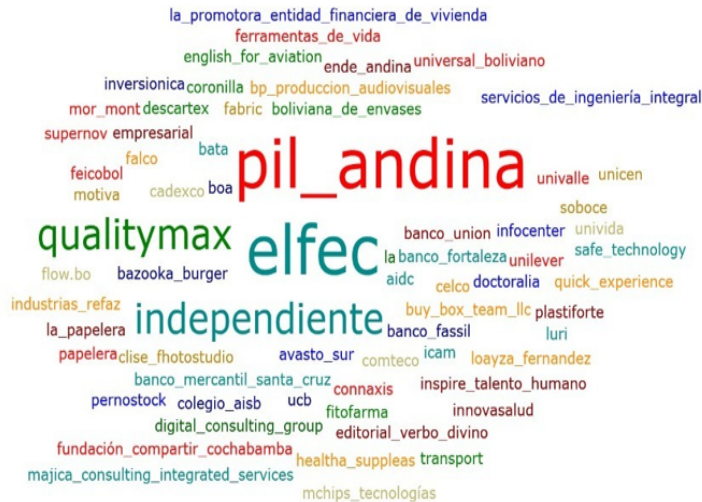 la_promotora_entidad_financiera_de_vivienda
ferramentas_de_vida
english_for_aviation
ende_andina
universal_boliviano
inversionica
coronilla
bp_produccion_audiovisuales
servicios_de_ingeniería_integral
mor_mont
descartex
fabric
boliviana_de_envases
supernov
empresarial
bata
pil_andina
falco
feicobol
cadexco
boa
univalle
unicen
motiva
soboce
qualitymax
elfec
banco_union
infocenter
univida
la
banco_fortaleza
unilever
safe_technology
flow.bo
bazooka_burger
aidc
celco
doctoralia
quick_experience
industrias_refaz
independiente
buy_box_team_llc
plastiforte
la_papelera
banco_fassil
luri
papelera
clise_fhotostudio
avasto_sur
comteco
icam
loayza_fernandez
banco_mercantil_santa_cruz
connaxis
inspire_talento_humano
pernostock
colegio_aisb
ucb
fitofarma
innovasalud
digital_consulting_group
editorial_verbo_divino
fundación_compartir_cochabamba
healtha_suppleas
transport
majica_consulting_integrated_services
mchips_tecnologías